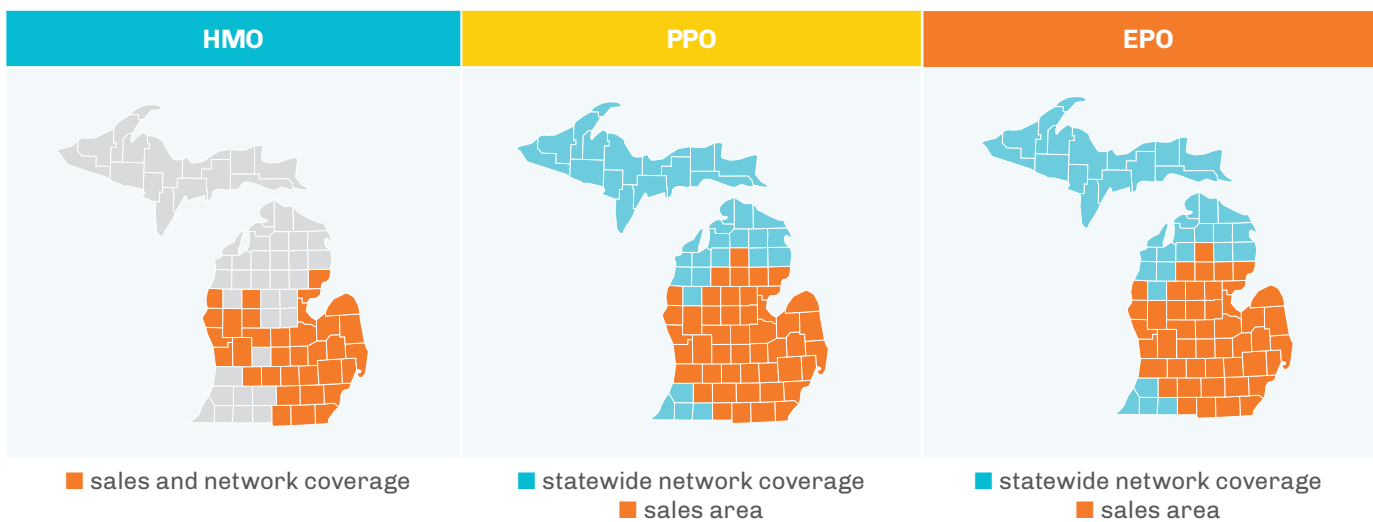 HMO
PPO
EPO
sales and network coverage
statewide network coverage
sales area
statewide network coverage
sales area